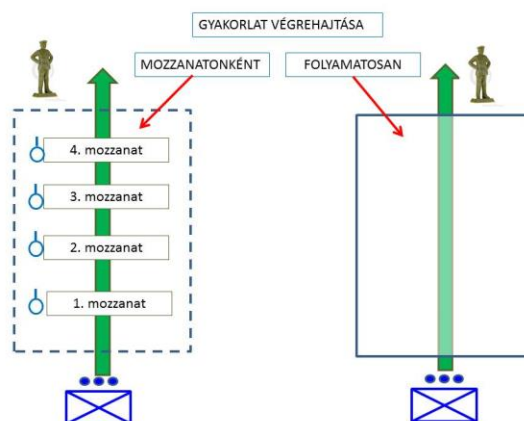 GYAKORLAT VÉGREHAJTÁSA
MOZZANATONKÉNT
FOLYAMATOSAN
4. mozzanat
3. mozzanat
2. mozzanat
1. mozzanat